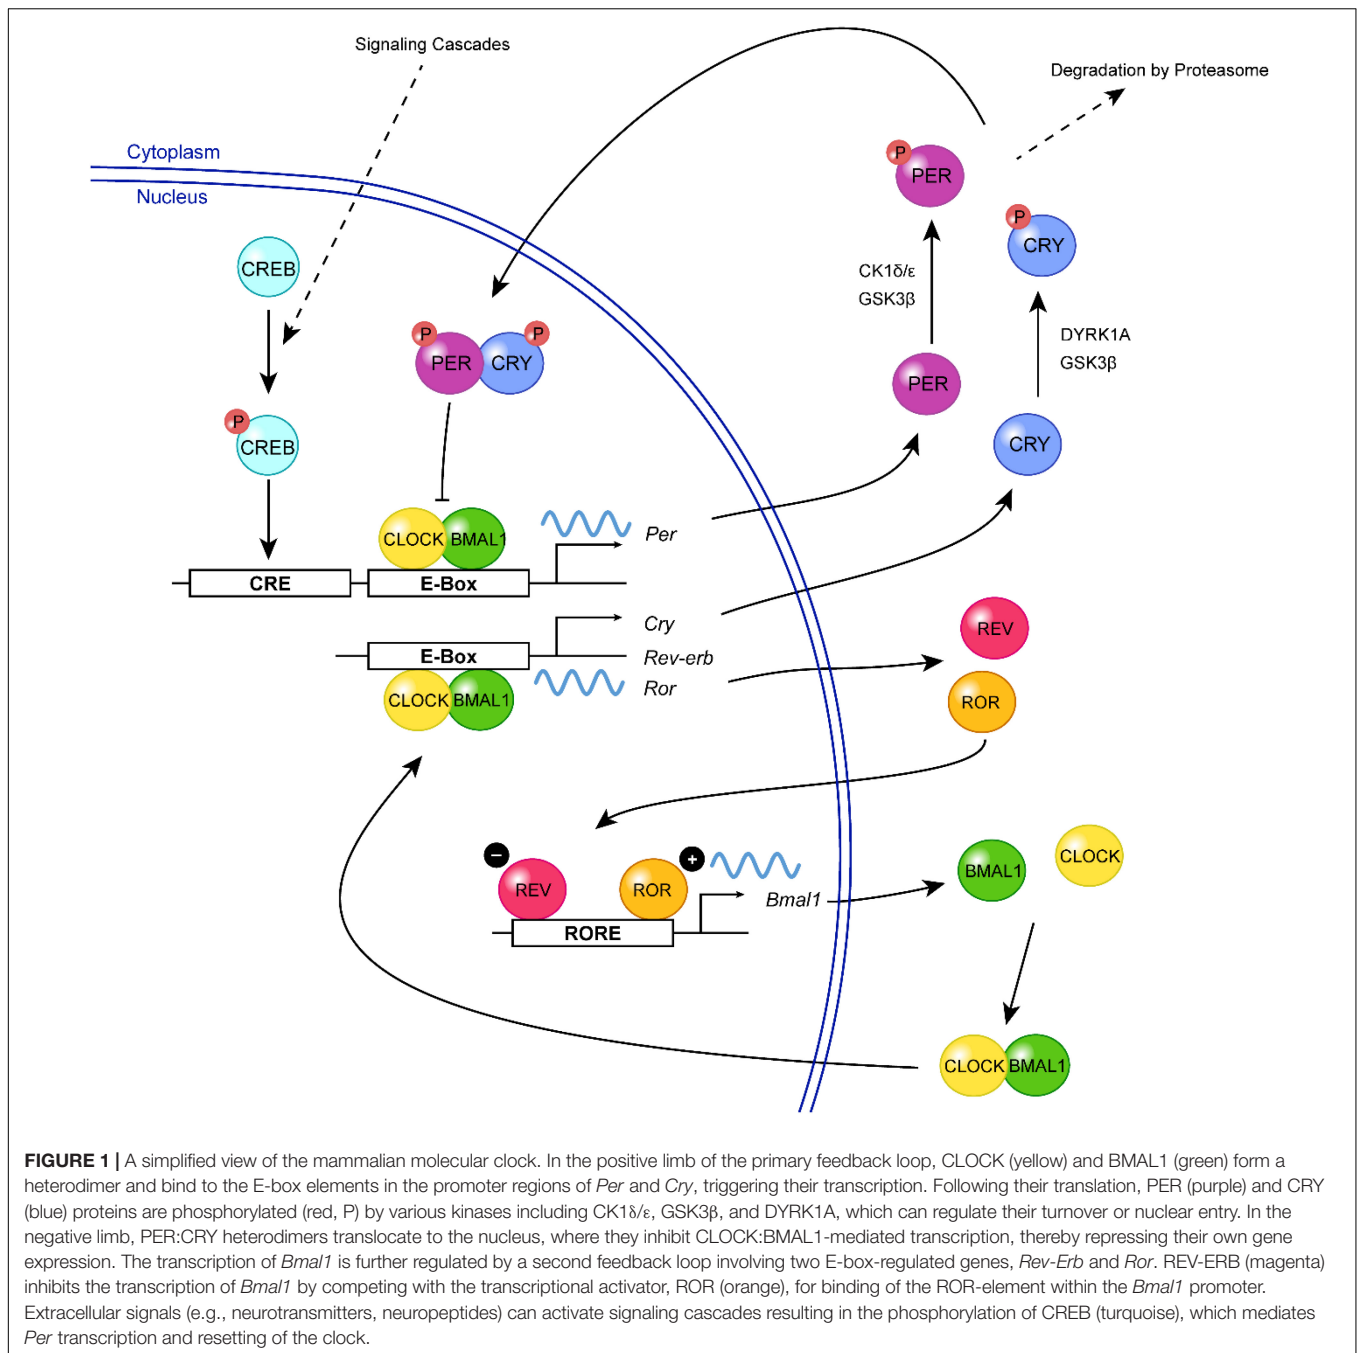 Signaling Cascades
Degradation by Proteasome
Cytoplasm
Nucleus
P
PER
P
CRY
CREB
CK1δ/ε
GSK3β
DYRK1A
GSK3β
P
P
PER
CRY
PER
P
CREB
CRY
CLOCK
BMAL1
Per
CRE
E-Box
Cry
E-Box
Rev-erb
Ror
CLOCK
BMAL1
REV
ROR
−
+
REV
ROR
Bmal1
RORE
BMAL1
CLOCK
CLOCK
BMAL1
FIGURE 1 | A simplified view of the mammalian molecular clock. In the positive limb of the primary feedback loop, CLOCK (yellow) and BMAL1 (green) form a
heterodimer and bind to the E-box elements in the promoter regions of Per and Cry, triggering their transcription. Following their translation, PER (purple) and CRY
(blue) proteins are phosphorylated (red, P) by various kinases including CK1δ/ε, GSK3β, and DYRK1A, which can regulate their turnover or nuclear entry. In the
negative limb, PER:CRY heterodimers translocate to the nucleus, where they inhibit CLOCK:BMAL1-mediated transcription, thereby repressing their own gene
expression. The transcription of Bmal1 is further regulated by a second feedback loop involving two E-box-regulated genes, Rev-Erb and Ror. REV-ERB (magenta)
inhibits the transcription of Bmal1 by competing with the transcriptional activator, ROR (orange), for binding of the ROR-element within the Bmal1 promoter.
Extracellular signals (e.g., neurotransmitters, neuropeptides) can activate signaling cascades resulting in the phosphorylation of CREB (turquoise), which mediates
Per transcription and resetting of the clock.